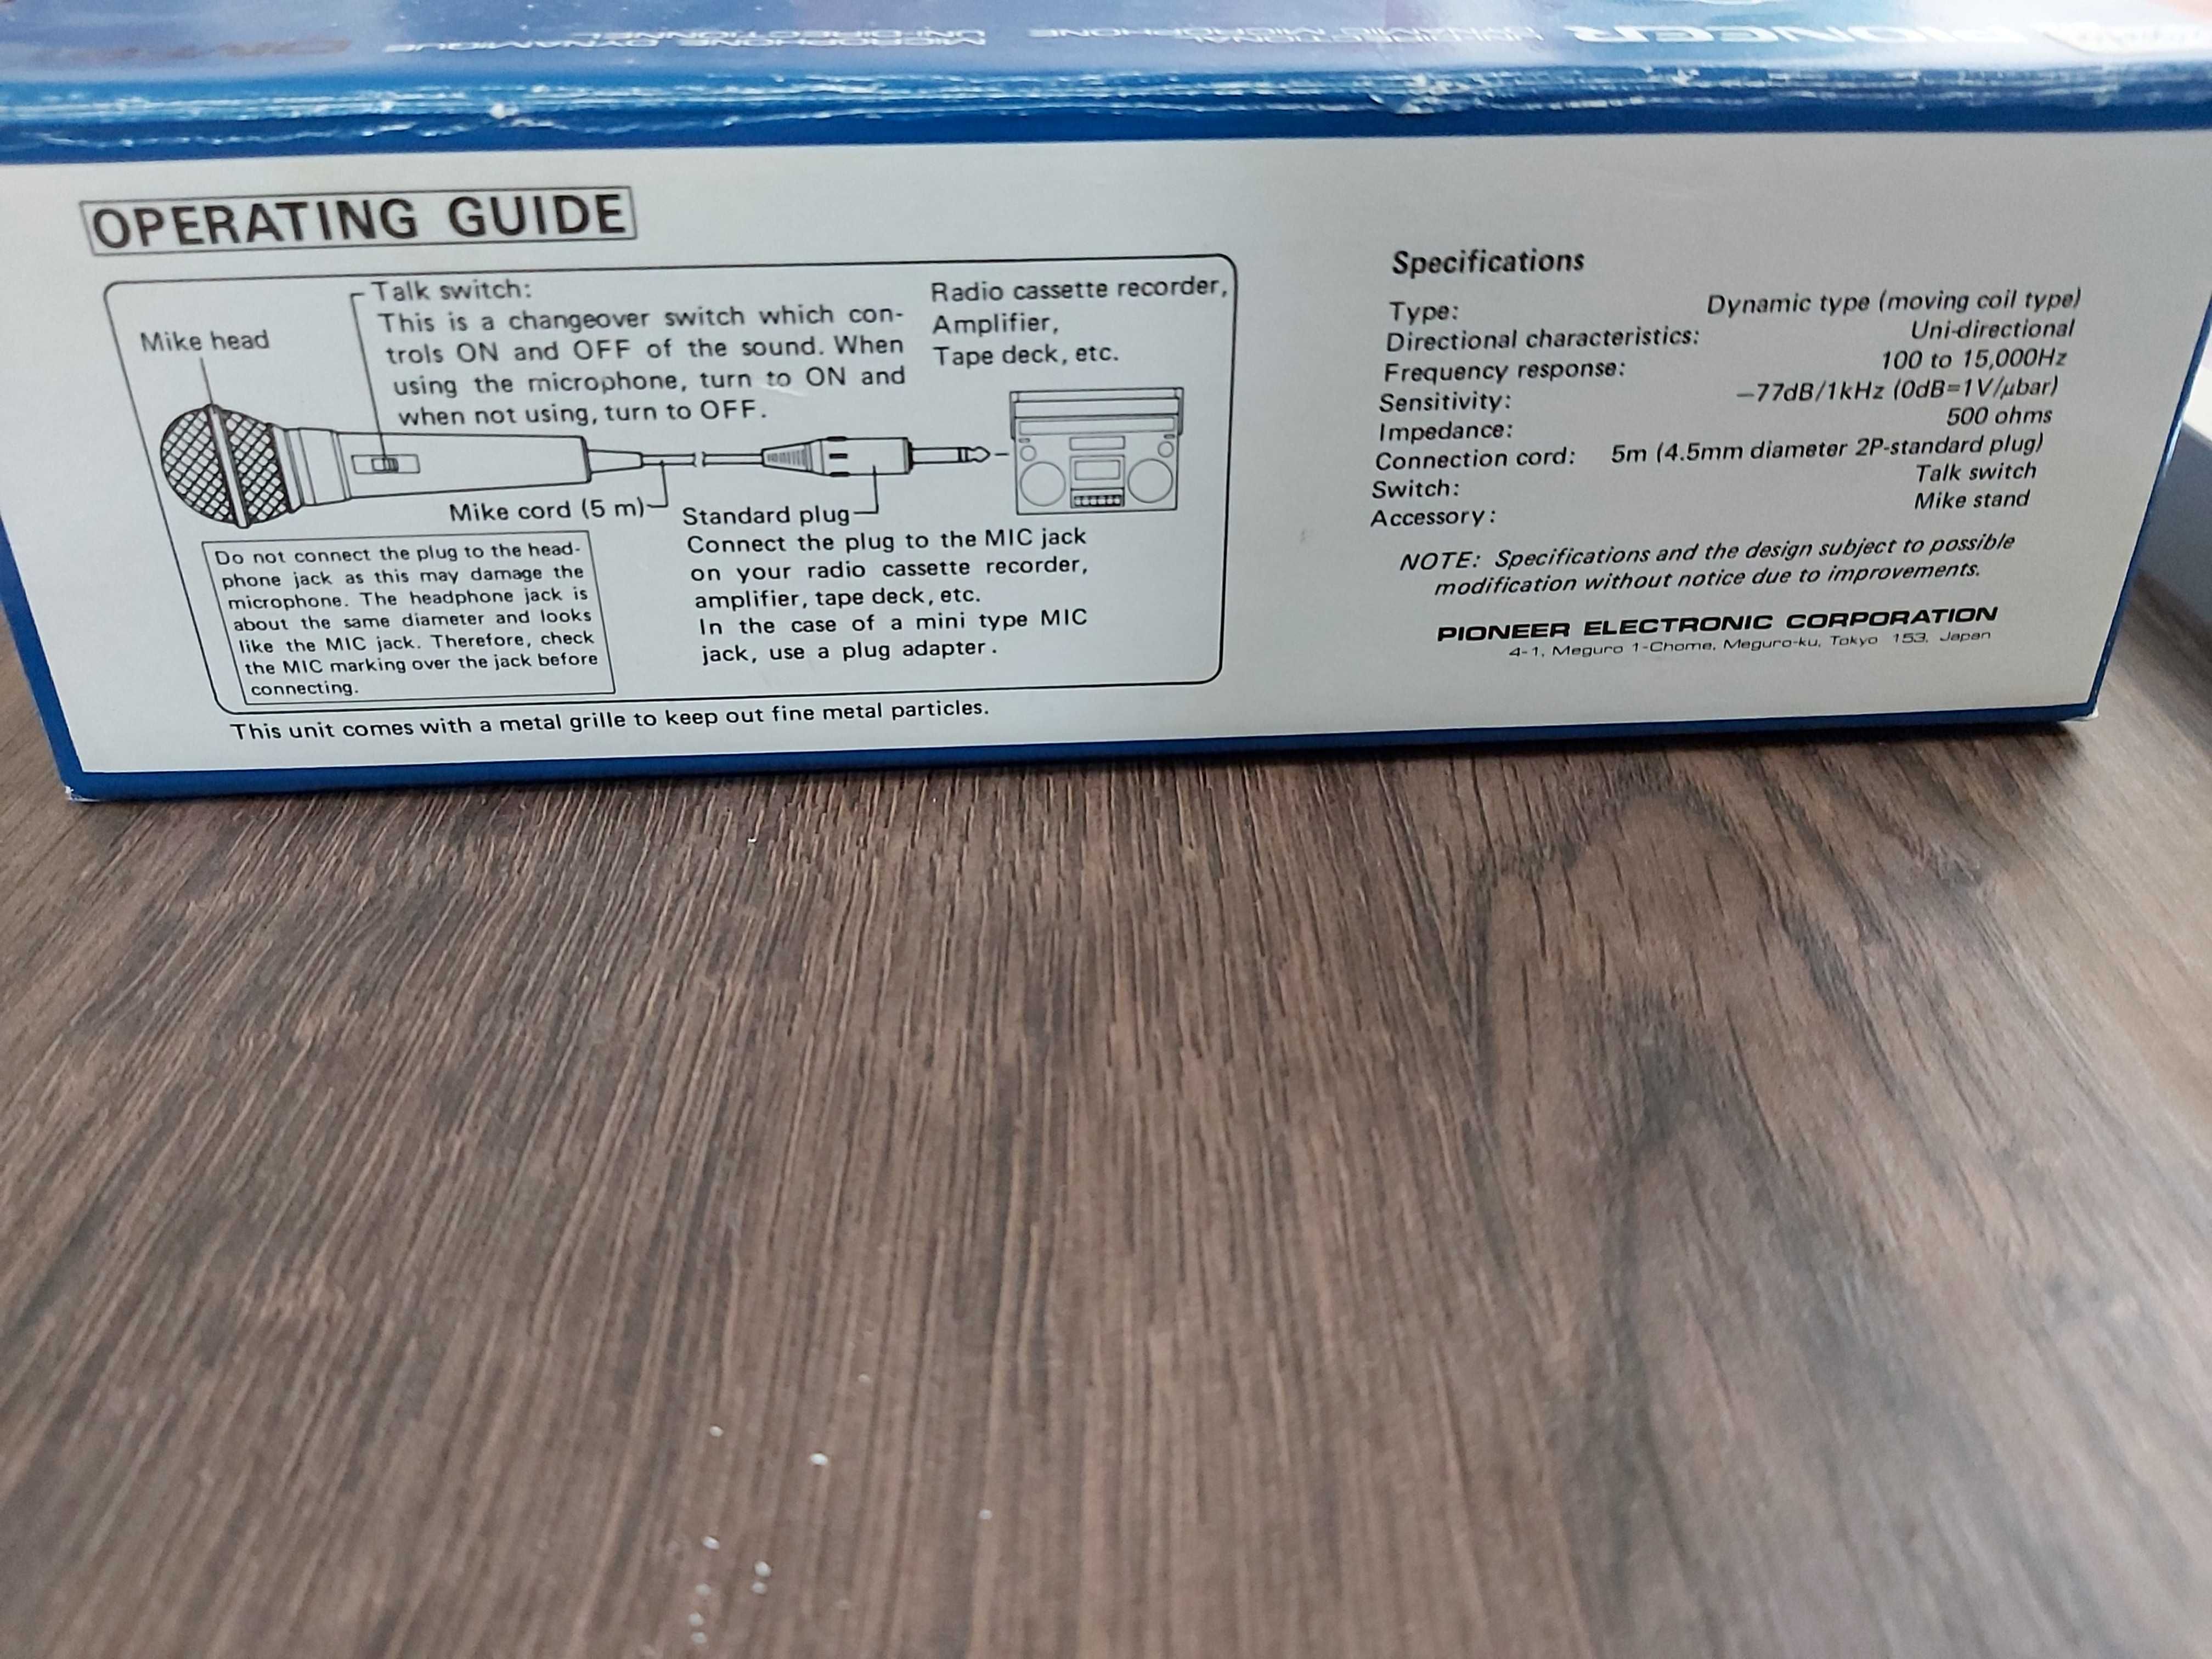 PIONEER
UNI-DIRECTIONAL
MICROPHONE
MICROPHONE DYNAMIQUE
UNI-DIRECTIONNEL
OPERATING GUIDE
Mike head
Talk switch:
This is a changeover switch which con-
trols ON and OFF of the sound. When
using the microphone, turn to ON and
when not using, turn to OFF.
Radio cassette recorder,
Amplifier,
Tape deck, etc.
Mike cord (5 m)
Standard plug
Connect the plug to the MIC jack
on your radio cassette recorder,
amplifier, tape deck, etc.
In the case of a mini type MIC
jack, use a plug adapter.
Do not connect the plug to the head-
phone jack as this may damage the
microphone. The headphone jack is
about the same diameter and looks
like the MIC jack. Therefore, check
the MIC marking over the jack before
connecting.
This unit comes with a metal grille to keep out fine metal particles.
Specifications
Type: Dynamic type (moving coil type)
Directional characteristics: Uni-directional
Frequency response: 100 to 15,000Hz
Sensitivity: —77dB/1kHz (0dB=1V/μbar)
Impedance: 500 ohms
Connection cord: 5m (4.5mm diameter 2P-standard plug)
Switch: Talk switch
Accessory: Mike stand
NOTE: Specifications and the design subject to possible
modification without notice due to improvements.
PIONEER ELECTRONIC CORPORATION
4-1, Meguro 1-Chome, Meguro-ku, Tokyo 153, Japan